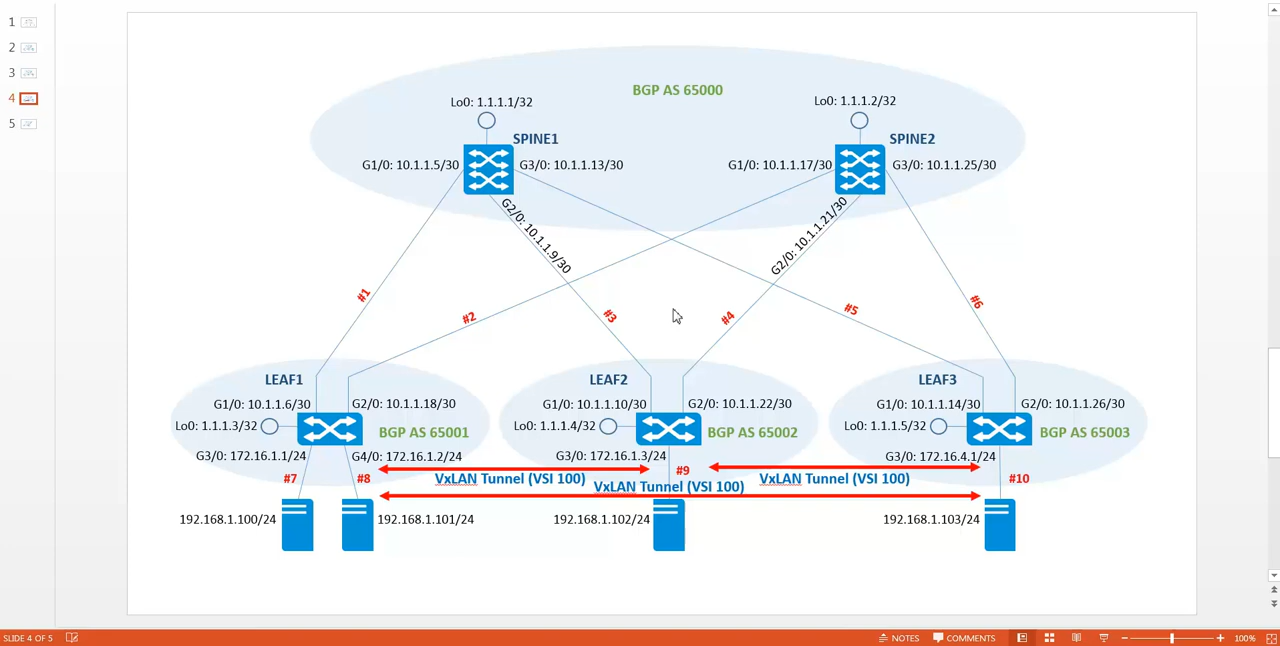 1
2
3
4
5
BGP AS 65000
Lo0: 1.1.1.1/32
Lo0: 1.1.1.2/32
SPINE1
SPINE2
G1/0: 10.1.1.5/30
G3/0: 10.1.1.13/30
G1/0: 10.1.1.17/30
G3/0: 10.1.1.25/30
G2/0: 10.1.1.9/30
G2/0: 10.1.1.21/30
#1
#2
#3
#4
#5
#6
LEAF1
LEAF2
LEAF3
G1/0: 10.1.1.6/30
G2/0: 10.1.1.18/30
G1/0: 10.1.1.10/30
G2/0: 10.1.1.22/30
G1/0: 10.1.1.14/30
G2/0: 10.1.1.26/30
Lo0: 1.1.1.3/32
BGP AS 65001
Lo0: 1.1.1.4/32
BGP AS 65002
Lo0: 1.1.1.5/32
BGP AS 65003
G3/0: 172.16.1.1/24
G4/0: 172.16.1.2/24
G3/0: 172.16.1.3/24
G3/0: 172.16.4.1/24
#7
#8
#9
#10
VxLAN Tunnel (VSI 100)
VxLAN Tunnel (VSI 100)
VxLAN Tunnel (VSI 100)
192.168.1.100/24
192.168.1.101/24
192.168.1.102/24
192.168.1.103/24
SLIDE 4 OF 5
NOTES
COMMENTS
100%